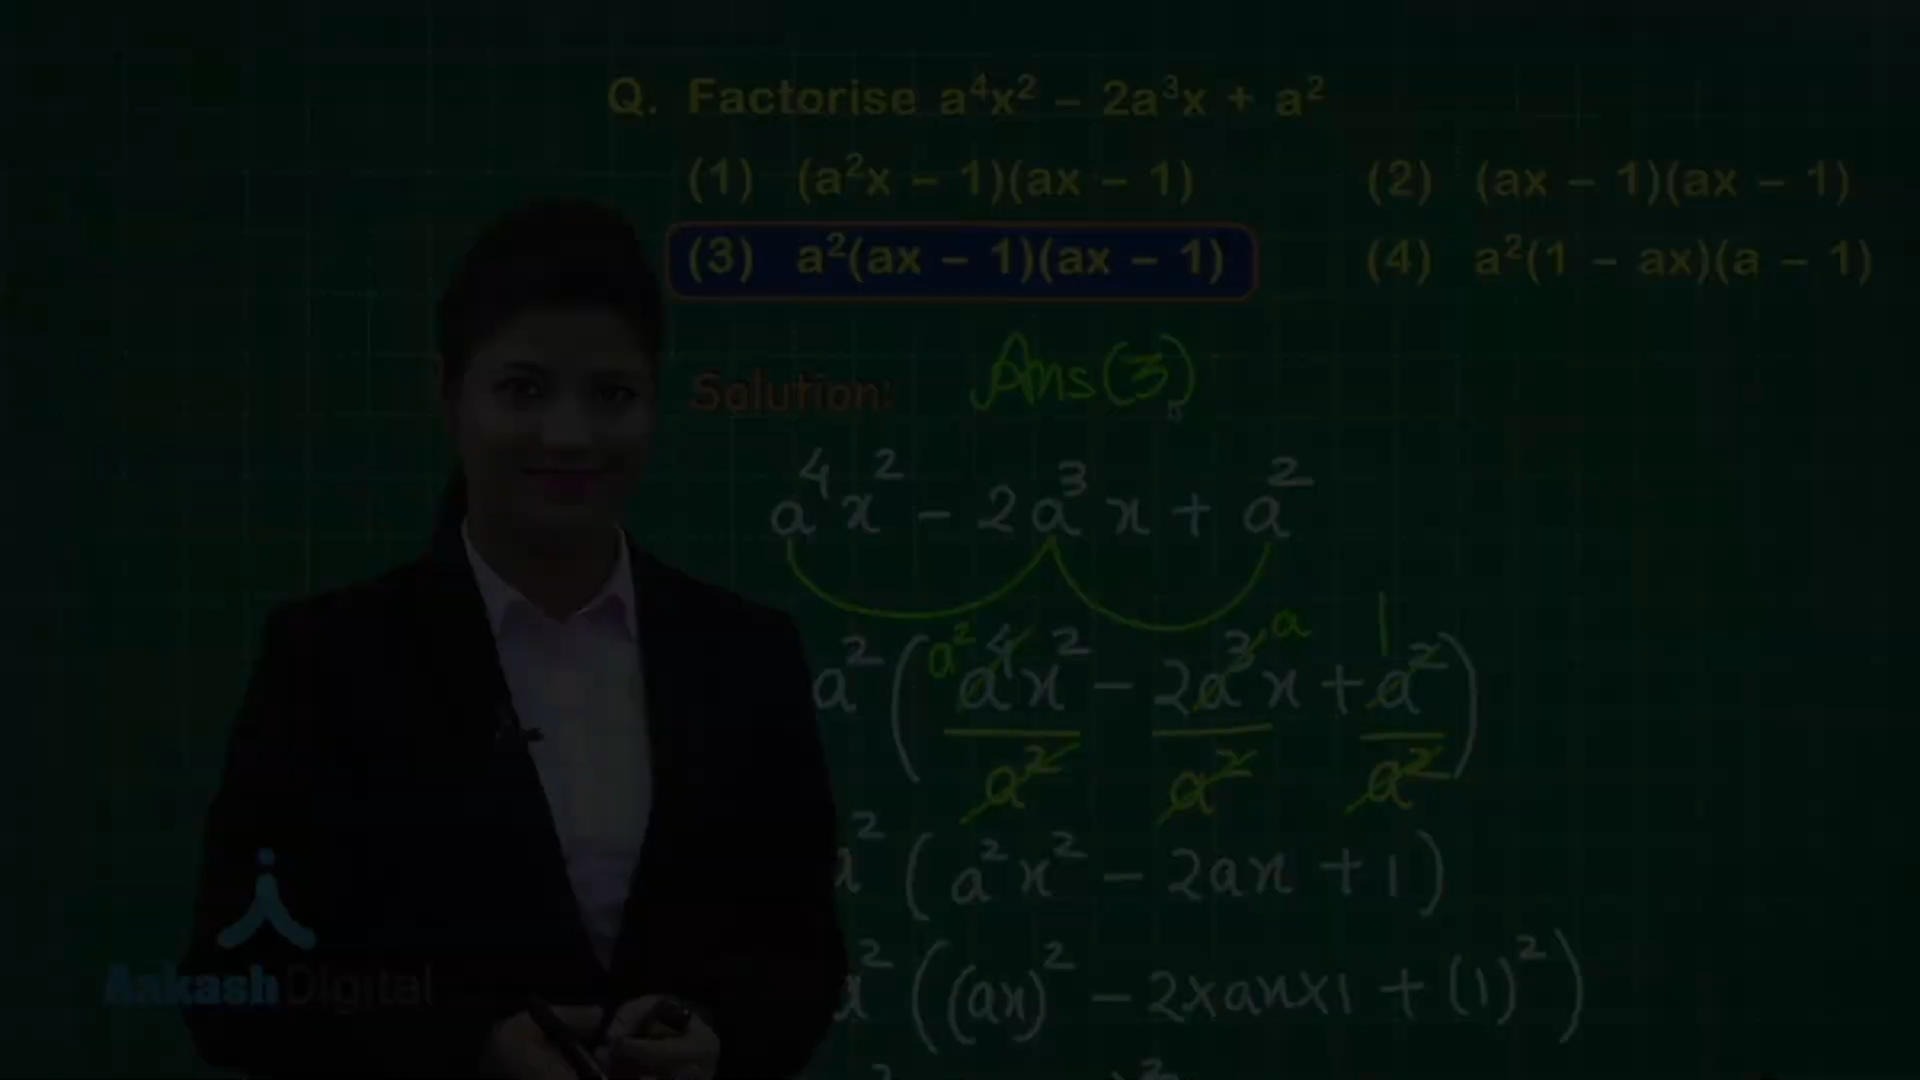 Q. Factorise a⁴x² – 2a³x + a²
(1) (a²x – 1)(ax – 1) (2) (ax – 1)(ax – 1)
(3) a²(ax – 1)(ax – 1) (4) a²(1 – ax)(a – 1)
Solution: Ans(3)
a⁴x² – 2a³x + a²
a² a 1
a²(a⁴x² – 2a³x + a²)
a² a² a²
² (a²x² – 2ax + 1)
² ((ax)² – 2xaxx1 + (1)²)
Aakash Digital